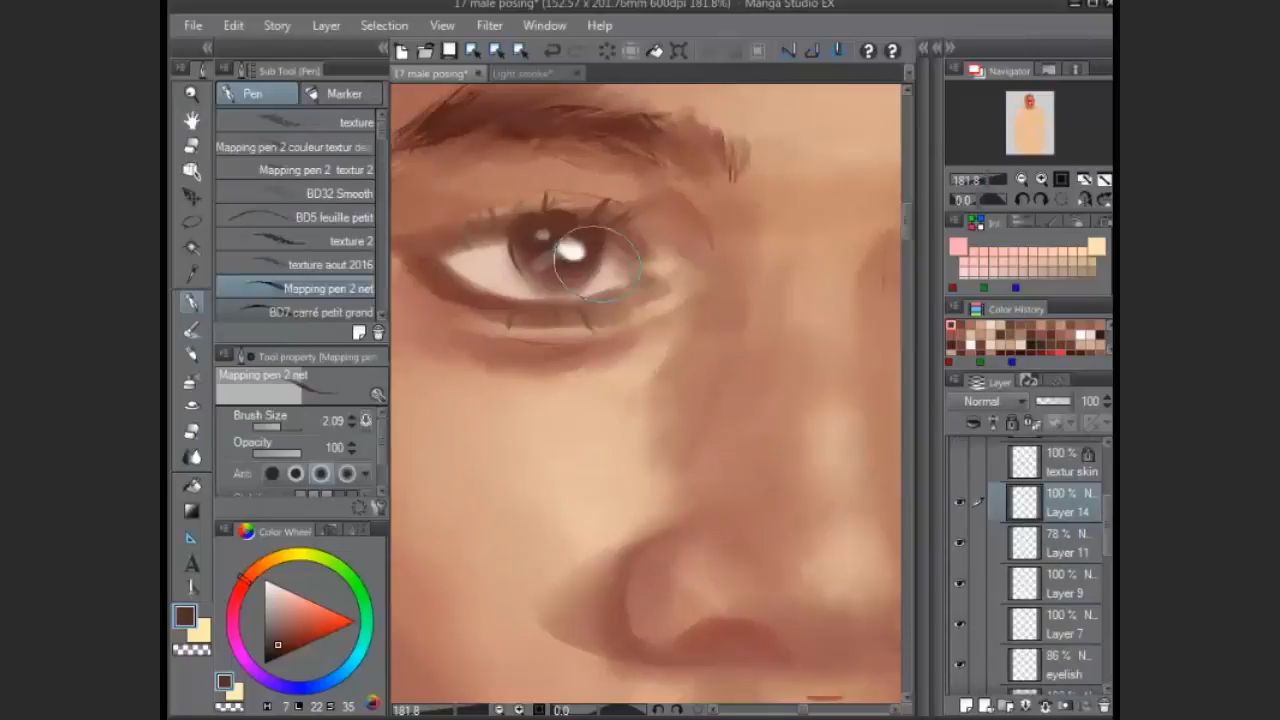 17 male posing* (152.57 x 201.76mm 600dpi 181.8%) - Manga Studio EX
File Edit Story Layer Selection View Filter Window Help
Sub Tool [Pen]
17 male posing* Light smoke*
Navigator
Pen Marker
texture
Mapping pen 2 couleur textur de
Mapping pen 2 textur 2
BD32 Smooth
BD5 feuille petit
texture 2
texture aout 2016
Mapping pen 2 net
BD7 carré petit grand
181.8
0.0
Color History
Tool property [Mapping pen
Mapping pen 2 net
Brush Size 2.09
Opacity 100
Layer
Normal 100
100 %
textur skin
100 % N..
Layer 14
78 % N..
Layer 11
100 % N..
Layer 9
100 % N..
Layer 7
86 % N..
eyelish
Color Wheel
H 7 L 22 S 35
181.8 0.0